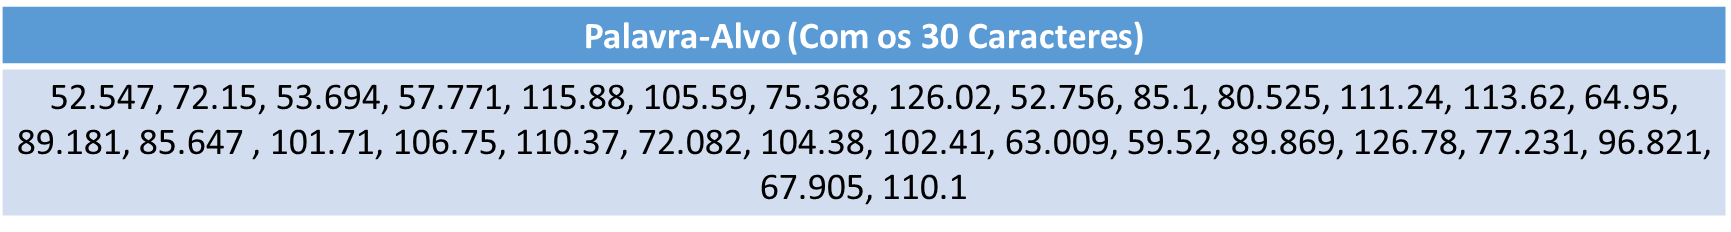 Palavra-Alvo (Com os 30 Caracteres)
52.547, 72.15, 53.694, 57.771, 115.88, 105.59, 75.368, 126.02, 52.756, 85.1, 80.525, 111.24, 113.62, 64.95,
89.181, 85.647 , 101.71, 106.75, 110.37, 72.082, 104.38, 102.41, 63.009, 59.52, 89.869, 126.78, 77.231, 96.821,
67.905, 110.1